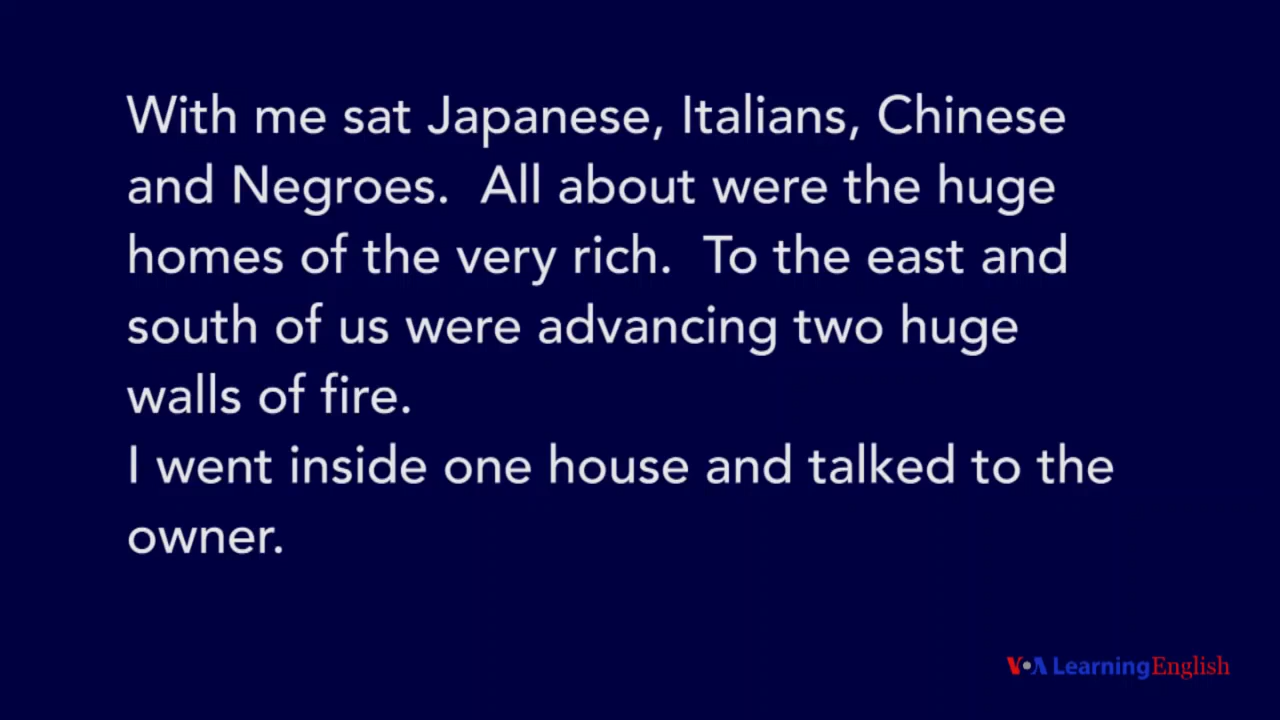 With me sat Japanese, Italians, Chinese
and Negroes.  All about were the huge
homes of the very rich.  To the east and
south of us were advancing two huge
walls of fire.
I went inside one house and talked to the
owner.
VOA LearningEnglish